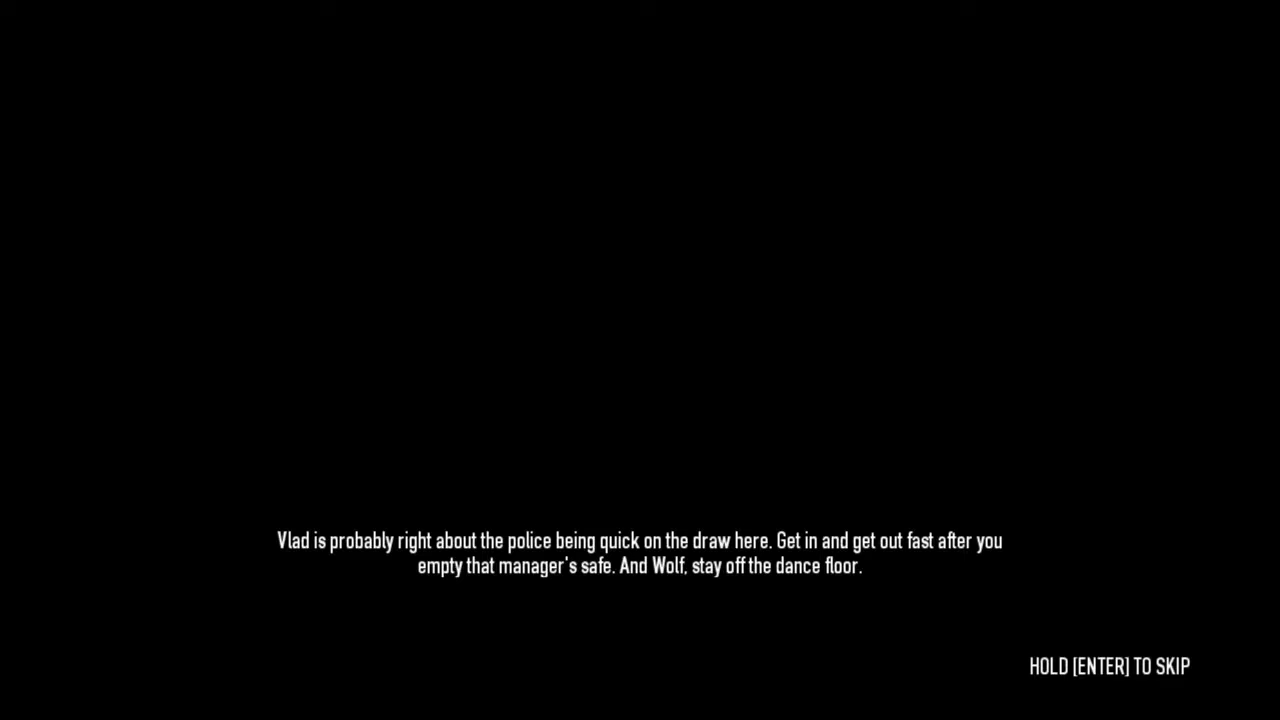 Vlad is probably right about the police being quick on the draw here. Get in and get out fast after you
empty that manager's safe. And Wolf, stay off the dance floor.
HOLD [ENTER] TO SKIP